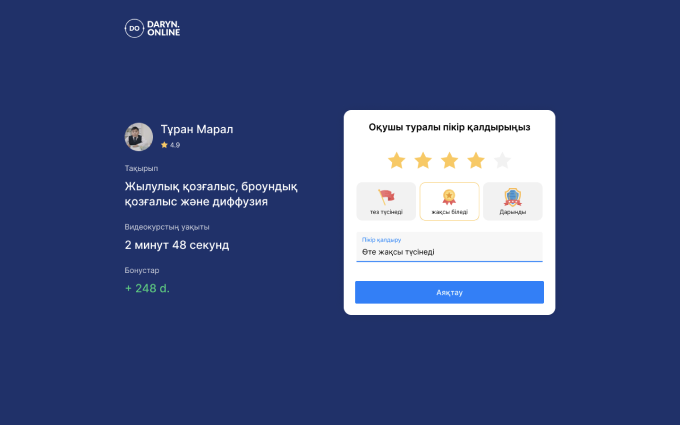 DO
DARYN.
ONLINE
Тұран Марал
4.9
Тақырып
Жылулық қозғалыс, броундық
қозғалыс және диффузия
Видеокурстың уақыты
2 минут 48 секунд
Бонустар
+ 248 d.
Оқушы туралы пікір қалдырыңыз
тез түсінеді
жақсы біледі
Дарынды
Пікір қалдыру
Өте жақсы түсінеді
Аяқтау